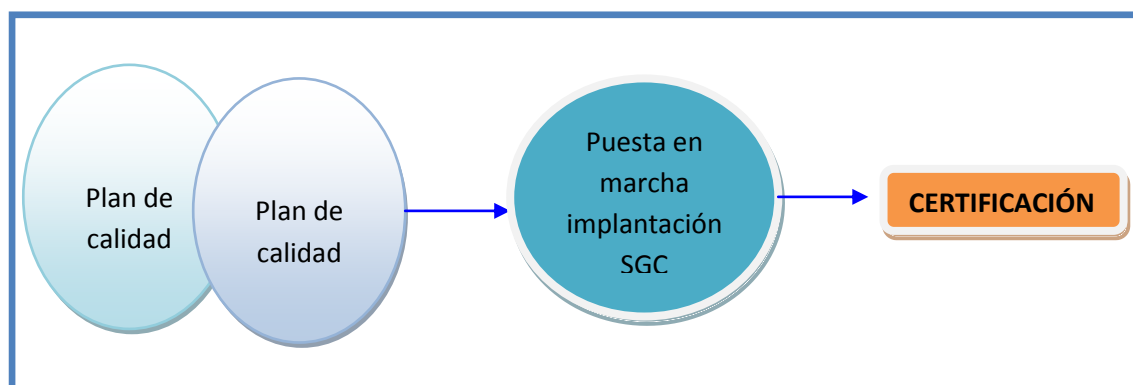 Plan de
calidad
Plan de
calidad
Puesta en
marcha
implantación
SGC
CERTIFICACIÓN